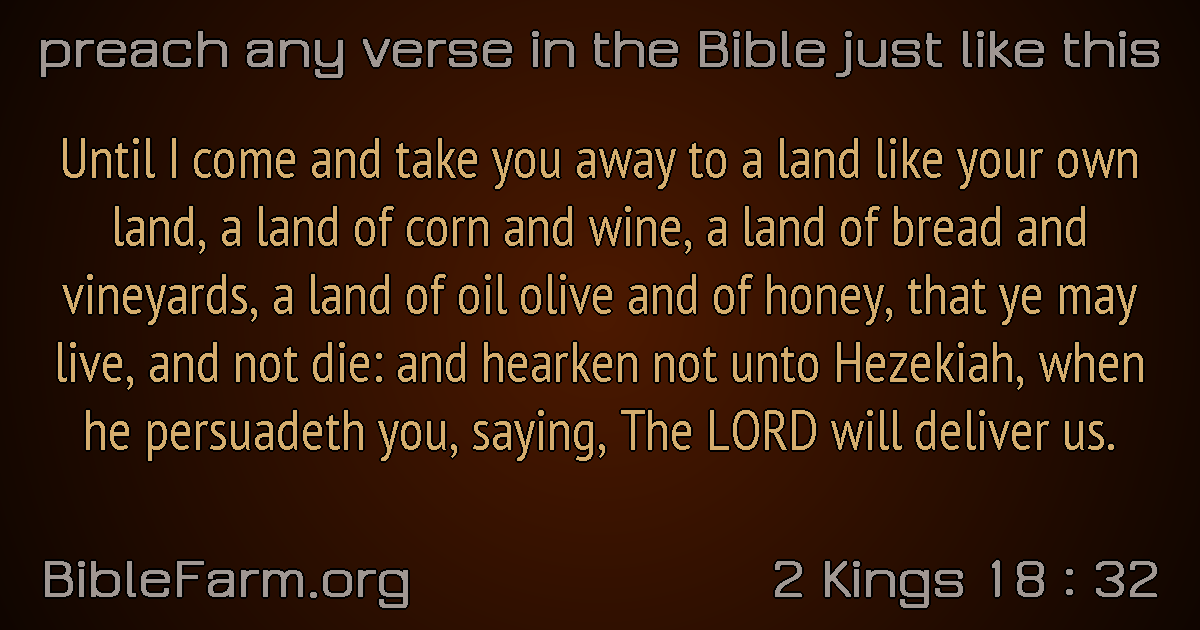 preach any verse in the Bible just like this
Until I come and take you away to a land like your own
land, a land of corn and wine, a land of bread and
vineyards, a land of oil olive and of honey, that ye may
live, and not die: and hearken not unto Hezekiah, when
he persuadeth you, saying, The LORD will deliver us.
BibleFarm.org
2 Kings 18 : 32